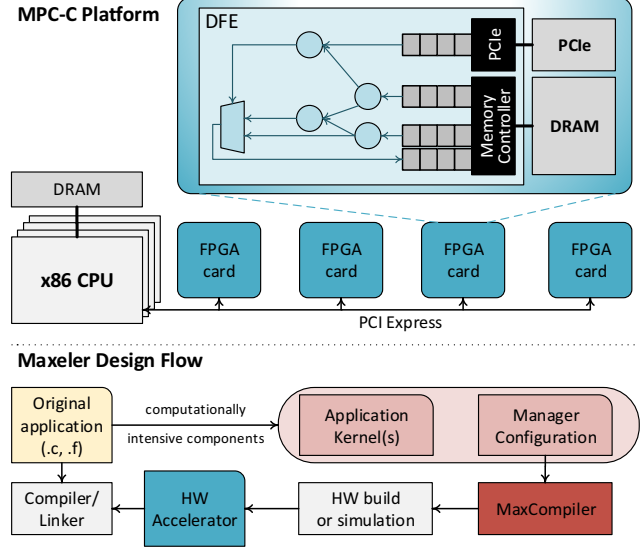 MPC-C Platform
DFE
PCIe
PCIe
Memory
Controller
DRAM
DRAM
x86 CPU
FPGA
card
FPGA
card
FPGA
card
FPGA
card
PCI Express
Maxeler Design Flow
Original
application
(.c, .f)
computationally
intensive components
Application
Kernel(s)
Manager
Configuration
Compiler/
Linker
HW
Accelerator
HW build
or simulation
MaxCompiler